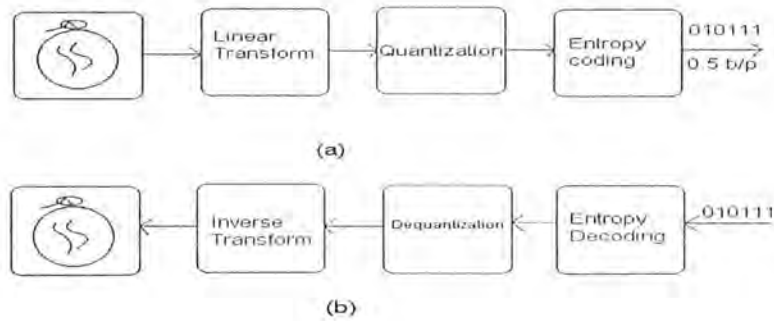 Linear
Transform
Quantization
Entropy
coding
010111
0.5 b/p
(a)
Inverse
Transform
Dequantization
Entropy
Decoding
010111
(b)